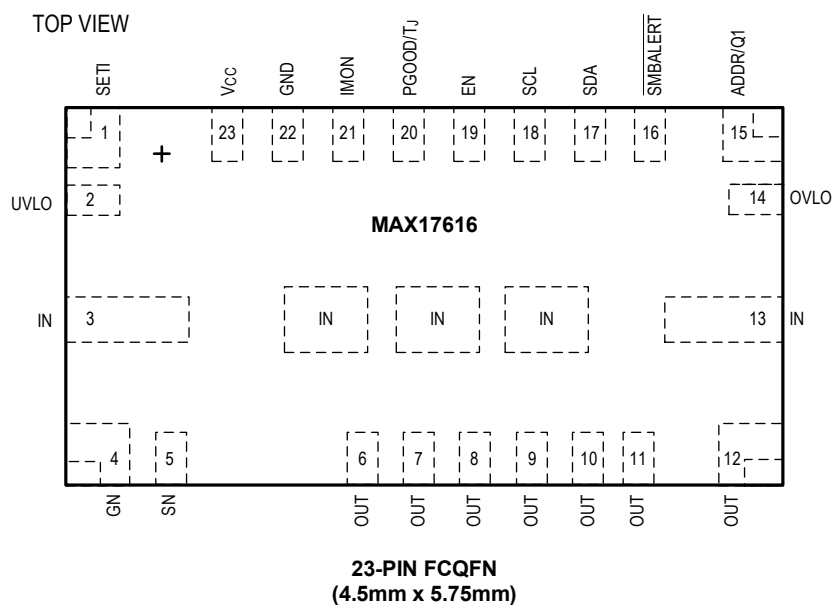 TOP VIEW
SETI
VCC
GND
IMON
PGOOD/TJ
EN
SCL
SDA
SMBALERT
ADDR/Q1
1
+
23
22
21
20
19
18
17
16
15
UVLO
2
14
OVLO
MAX17616
IN
3
IN
IN
IN
13
IN
4
5
6
7
8
9
10
11
12
GN
SN
OUT
OUT
OUT
OUT
OUT
OUT
OUT
23-PIN FCQFN
(4.5mm x 5.75mm)